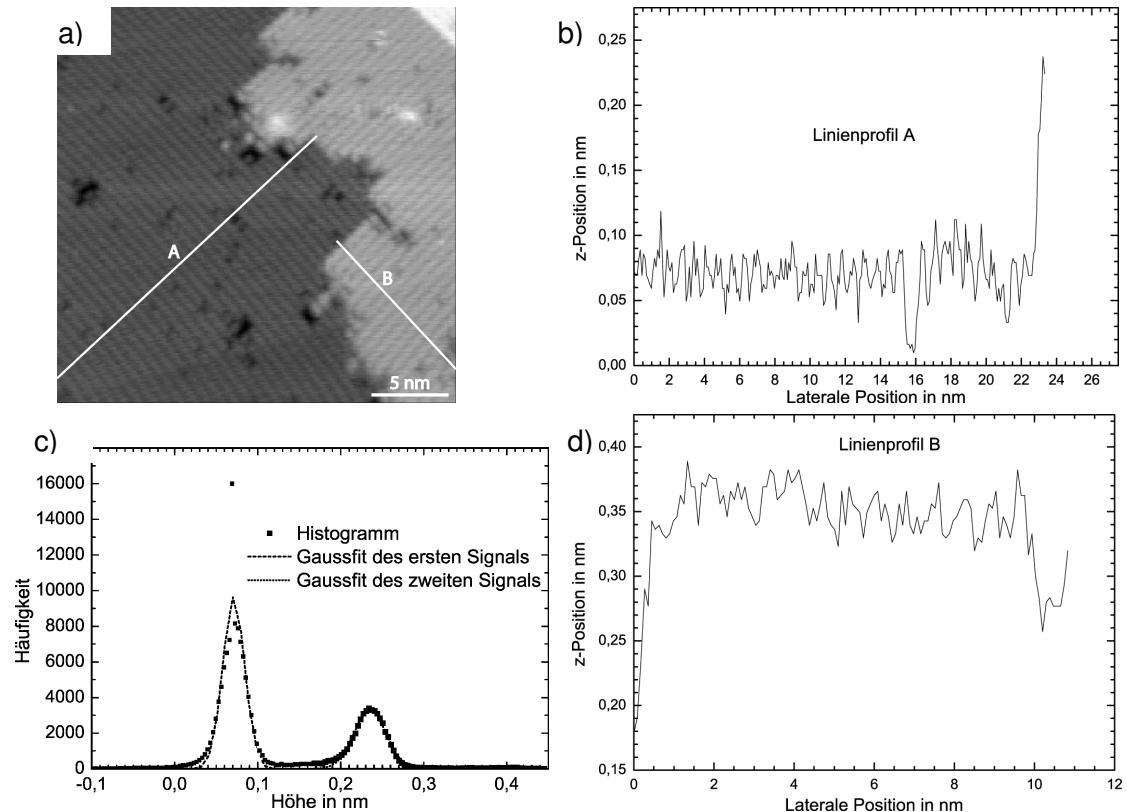 a)
A
B
5 nm
b)
0,25
0,20
0,15
0,10
0,05
0,00
z-Position in nm
Linienprofil A
0 2 4 6 8 10 12 14 16 18 20 22 24 26
Laterale Position in nm
c)
16000
14000
12000
10000
8000
6000
4000
2000
0
Häufigkeit
Histogramm
Gaussfit des ersten Signals
Gaussfit des zweiten Signals
-0,1 0,0 0,1 0,2 0,3 0,4
Höhe in nm
d)
0,40
0,35
0,30
0,25
0,20
0,15
z-Position in nm
Linienprofil B
0 2 4 6 8 10 12
Laterale Position in nm